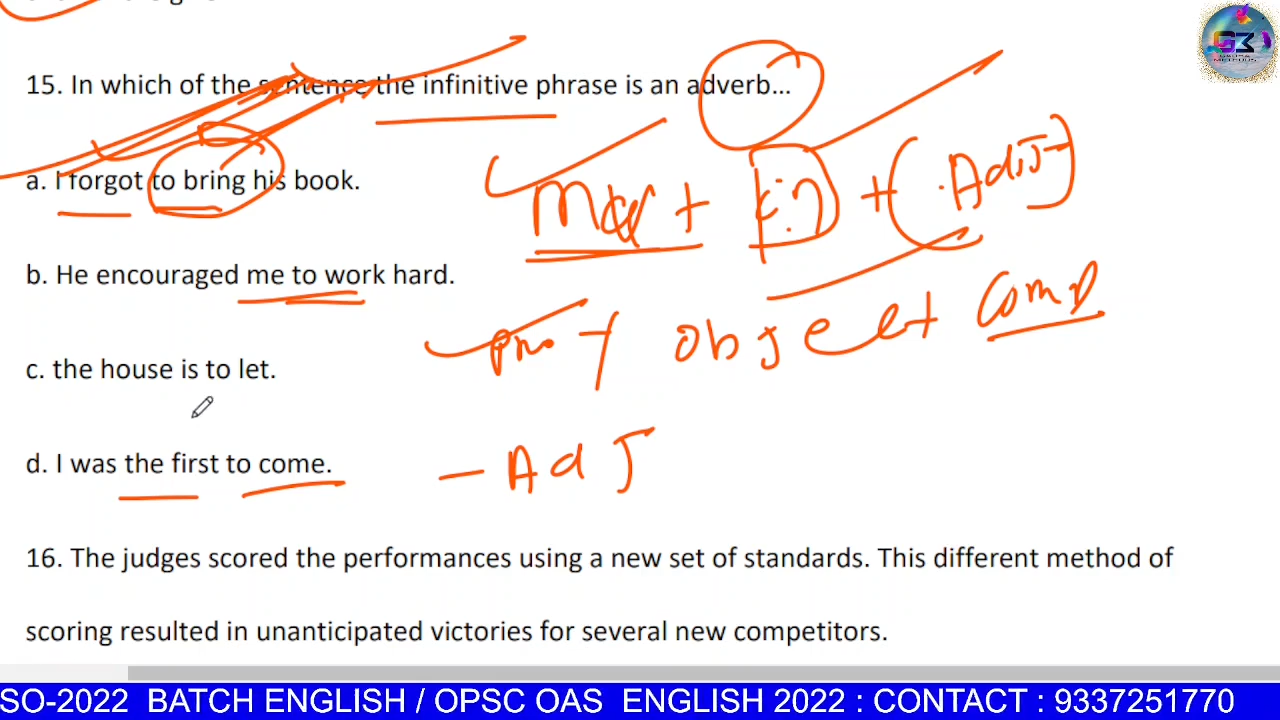 15. In which of the sentence the infinitive phrase is an adverb...
a. I forgot to bring his book.
+ + (Adj)
b. He encouraged me to work hard.
object comp
c. the house is to let.
- Adj
d. I was the first to come.
16. The judges scored the performances using a new set of standards. This different method of
scoring resulted in unanticipated victories for several new competitors.
SO-2022 BATCH ENGLISH / OPSC OAS ENGLISH 2022 : CONTACT : 9337251770